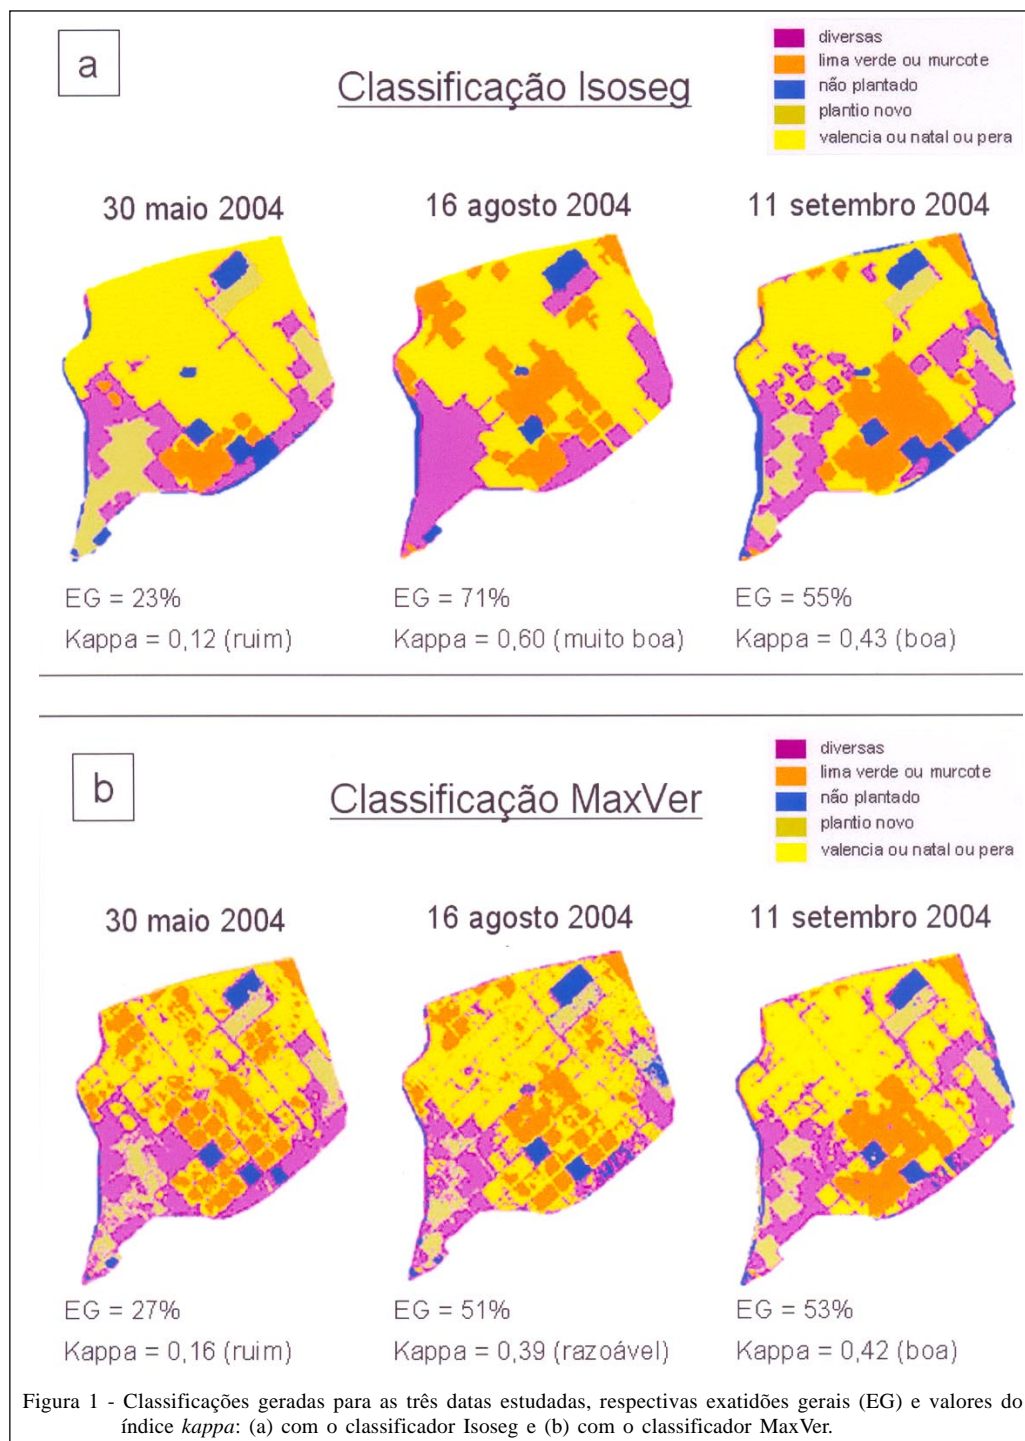 a
Classificação Isoseg
diversas
lima verde ou murcote
não plantado
plantio novo
valencia ou natal ou pera
30 maio 2004
16 agosto 2004
11 setembro 2004
EG = 23%
Kappa = 0,12 (ruim)
EG = 71%
Kappa = 0,60 (muito boa)
EG = 55%
Kappa = 0,43 (boa)
b
Classificação MaxVer
diversas
lima verde ou murcote
não plantado
plantio novo
valencia ou natal ou pera
30 maio 2004
16 agosto 2004
11 setembro 2004
EG = 27%
Kappa = 0,16 (ruim)
EG = 51%
Kappa = 0,39 (razoável)
EG = 53%
Kappa = 0,42 (boa)
Figura 1 - Classificações geradas para as três datas estudadas, respectivas exatidões gerais (EG) e valores do
índice kappa: (a) com o classificador Isoseg e (b) com o classificador MaxVer.